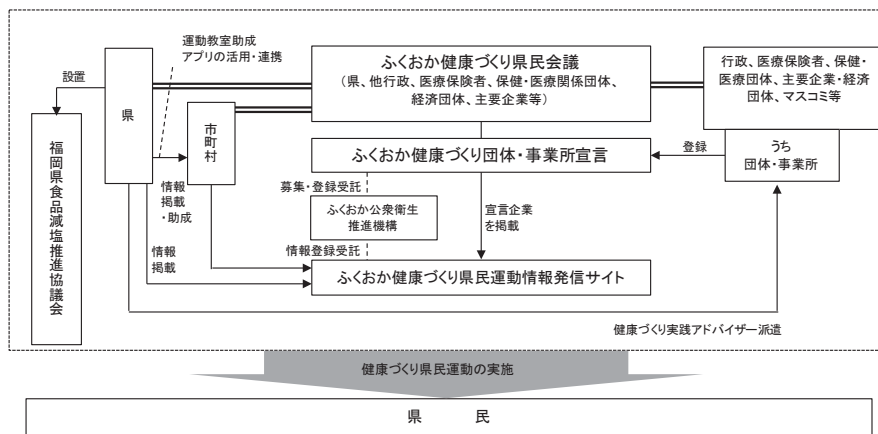 運動教室助成
アプリの活用・連携
設置
県
市町村
福岡県食品減塩推進協議会
ふくおか健康づくり県民会議
（県、他行政、医療保険者、保健・医療関係団体、
経済団体、主要企業等）
行政、医療保険者、保健・
医療団体、主要企業・経済
団体、マスコミ等
ふくおか健康づくり団体・事業所宣言
登録
うち
団体・事業所
情報
掲載
・助成
募集・登録受託
ふくおか公衆衛生
推進機構
宣言企業
を掲載
情報
掲載
情報登録受託
ふくおか健康づくり県民運動情報発信サイト
健康づくり実践アドバイザー派遣
健康づくり県民運動の実施
県　民